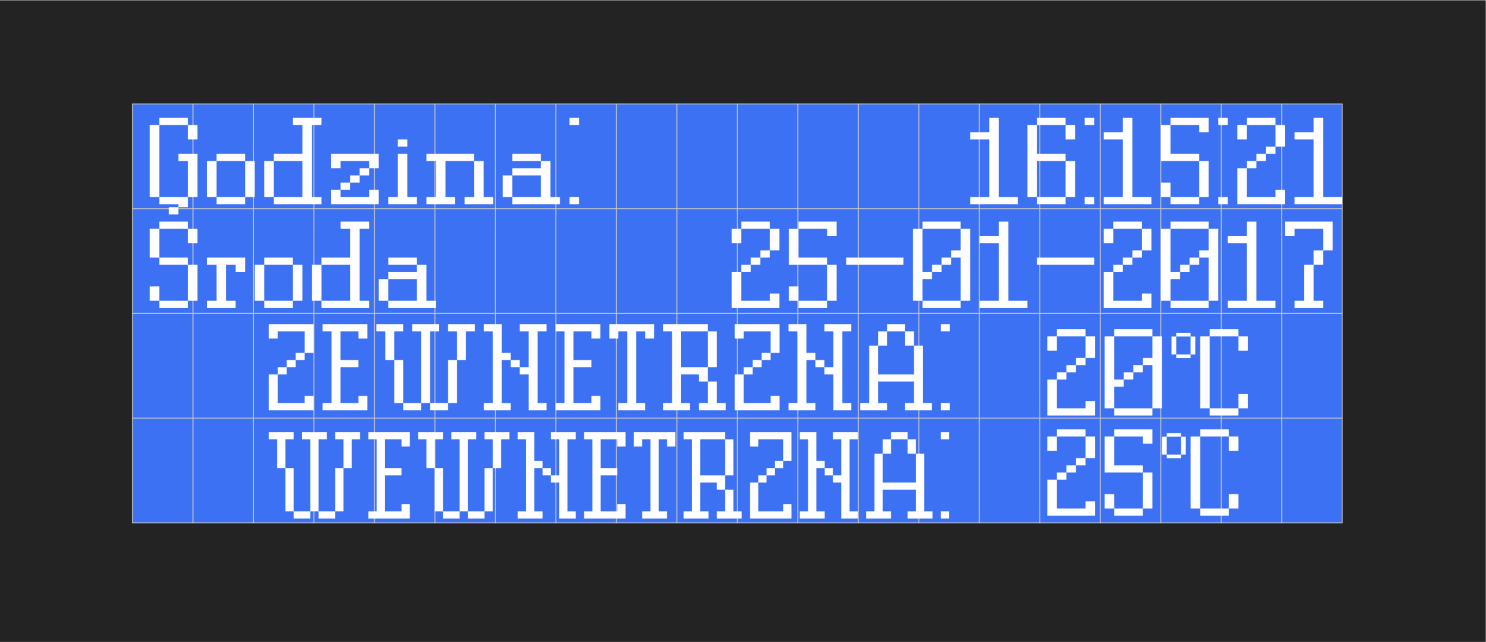 Godzina: 16:15:21
Środa 25-01-2017
ZEWNETRZNA: 20°C
WEWNETRZNA: 25°C